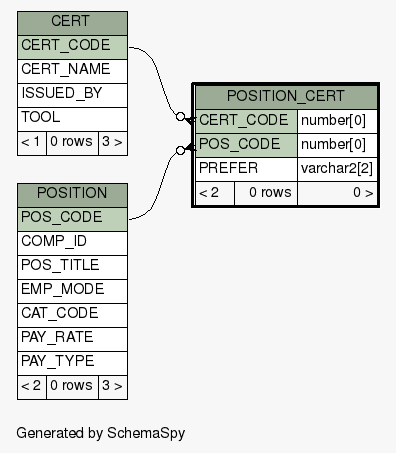 CERT
CERT_CODE
CERT_NAME
ISSUED_BY
TOOL
< 1 0 rows 3 >
POSITION_CERT
CERT_CODE number[0]
POS_CODE number[0]
PREFER varchar2[2]
< 2 0 rows 0 >
POSITION
POS_CODE
COMP_ID
POS_TITLE
EMP_MODE
CAT_CODE
PAY_RATE
PAY_TYPE
< 2 0 rows 3 >
Generated by SchemaSpy